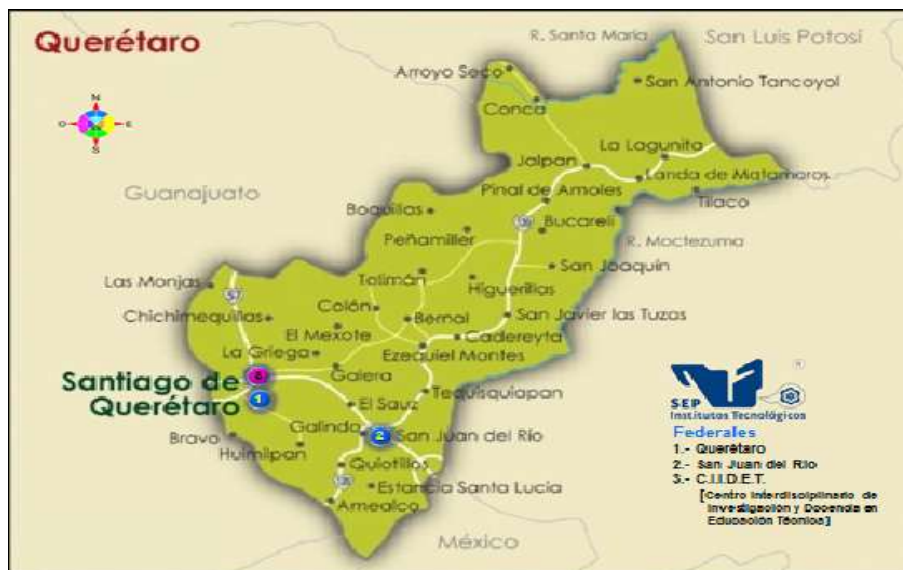 Querétaro
R. Santa María
San Luis Potosí
Arroyo Seco
San Antonio Tancoyol
Conca
N
O
E
S
La Lagunita
Jalpan
Landa de Matamoros
Guanajuato
Pinal de Amoles
Tilaco
Boquillas
Bucareli
Peñamiller
R. Moctezuma
San Joaquín
Tolimán
Las Monjas
Higuerillas
57
Colón
Chichimequillas
Bernal
San Javier las Tuzas
El Mexote
Cadereyta
La Griega
Ezequiel Montes
Santiago de
Querétaro
1
Galera
Tequisquiapan
El Sauz
SEP
Institutos Tecnológicos
Federales
Bravo
Galindo
2
San Juan del Río
1.- Querétaro
Huimilpan
2.- San Juan del Río
Quiotillos
3.- C.I.I.D.E.T.
Estancia Santa Lucía
[Centro Interdisciplinario de
Investigación y Docencia en
Educación Técnica]
Amealco
México